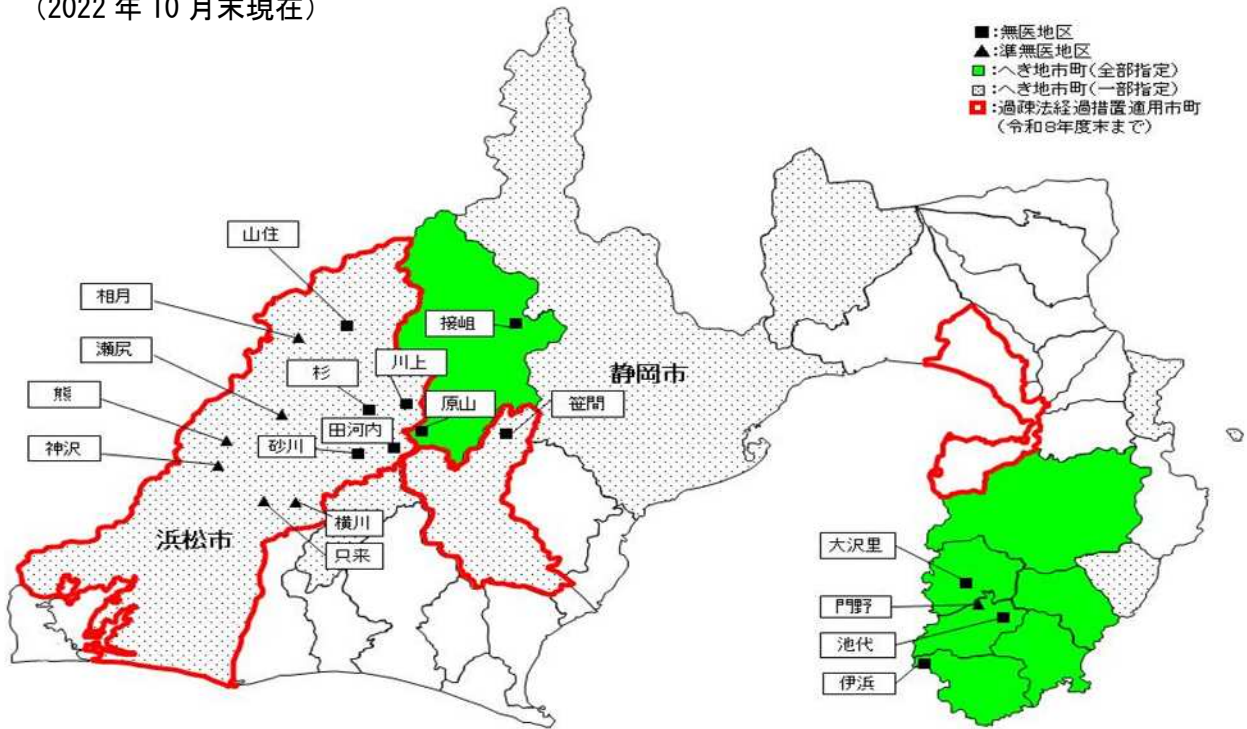 （2022 年 10 月末現在）
■：無医地区
▲：準無医地区
■：へき地市町(全部指定)
：へき地市町(一部指定)
：過疎法経過措置適用市町
(令和8年度末まで)
山住
相月
接岨
瀬尻
川上
杉
静岡市
熊
原山
笹間
田河内
神沢
砂川
横川
浜松市
只来
大沢里
門野
池代
伊浜